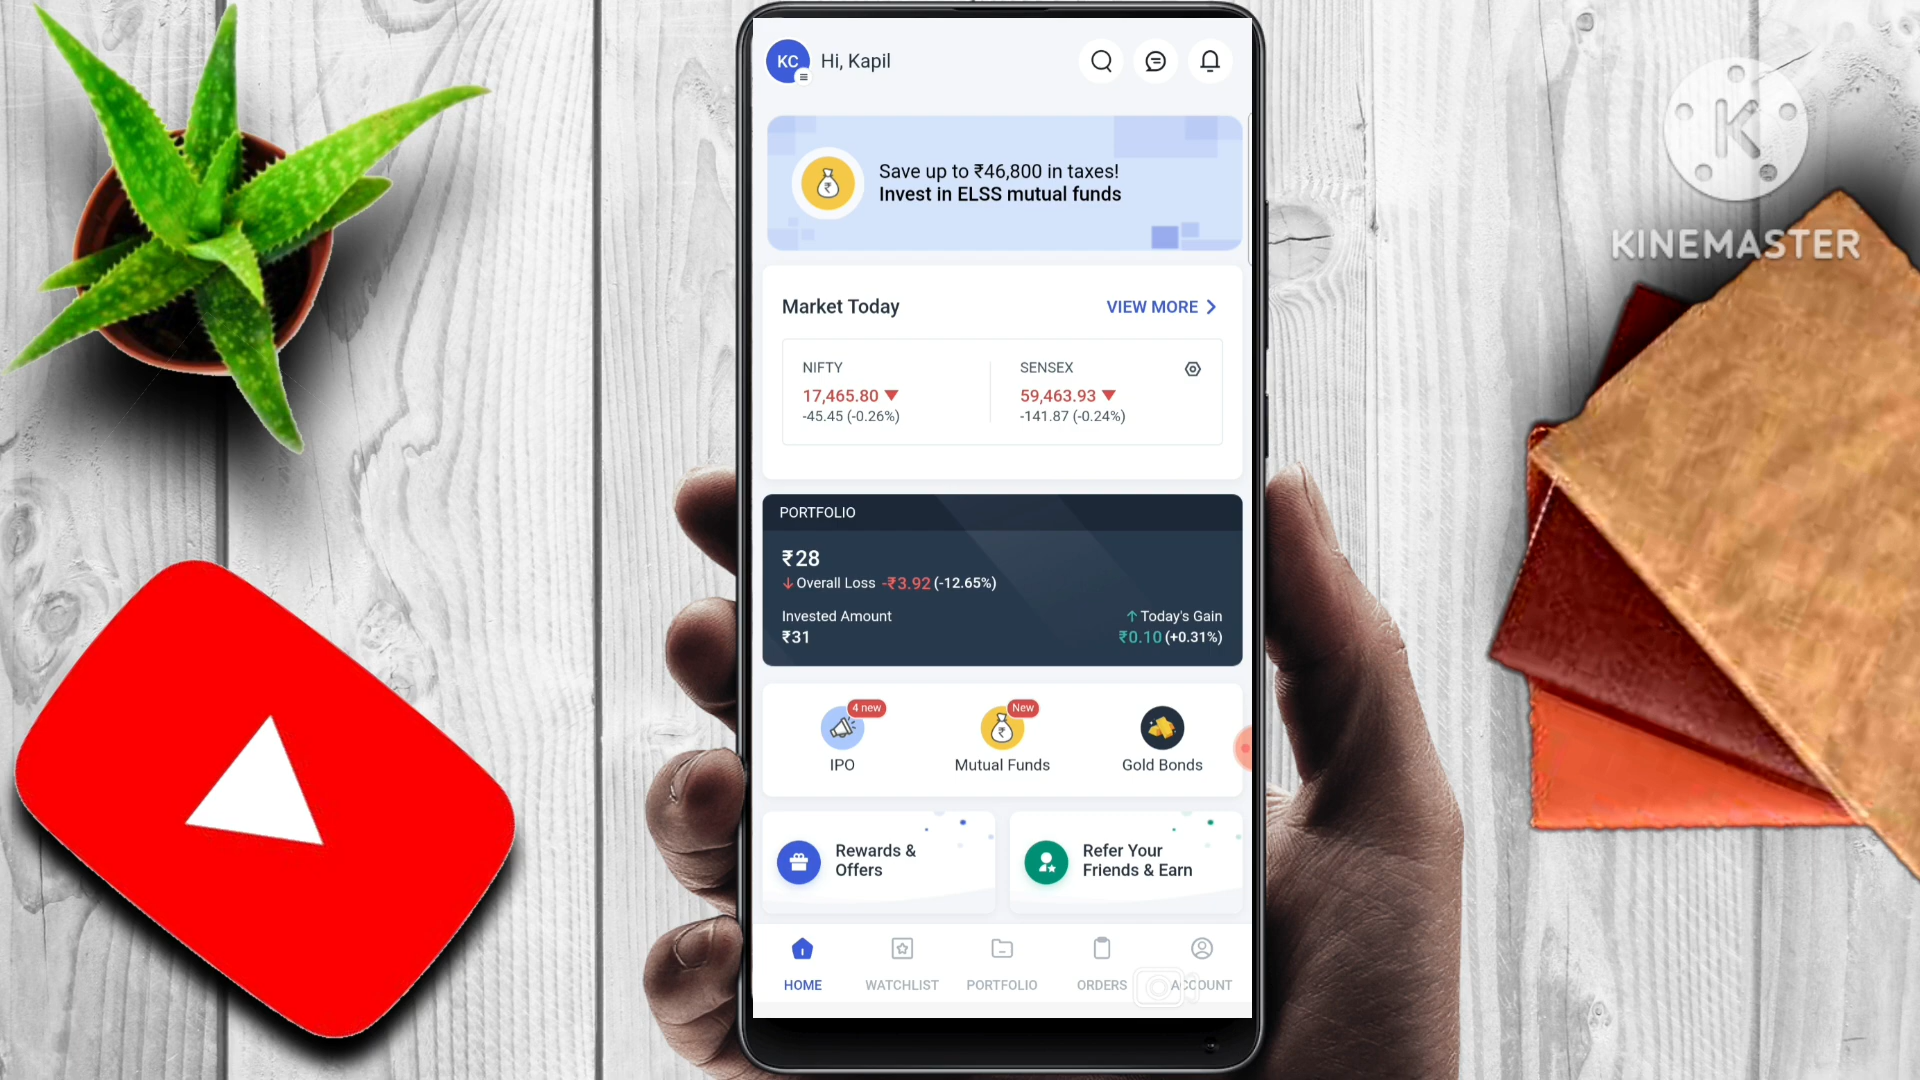 KC
Hi, Kapil
Save up to ₹46,800 in taxes!
Invest in ELSS mutual funds
KINEMASTER
Market Today
VIEW MORE
NIFTY
17,465.80
-45.45 (-0.26%)
SENSEX
59,463.93
-141.87 (-0.24%)
PORTFOLIO
₹28
Overall Loss -₹3.92 (-12.65%)
Invested Amount
₹31
Today's Gain
₹0.10 (+0.31%)
4 new
IPO
New
Mutual Funds
Gold Bonds
Rewards &
Offers
Refer Your
Friends & Earn
HOME
WATCHLIST
PORTFOLIO
ORDERS
ACCOUNT